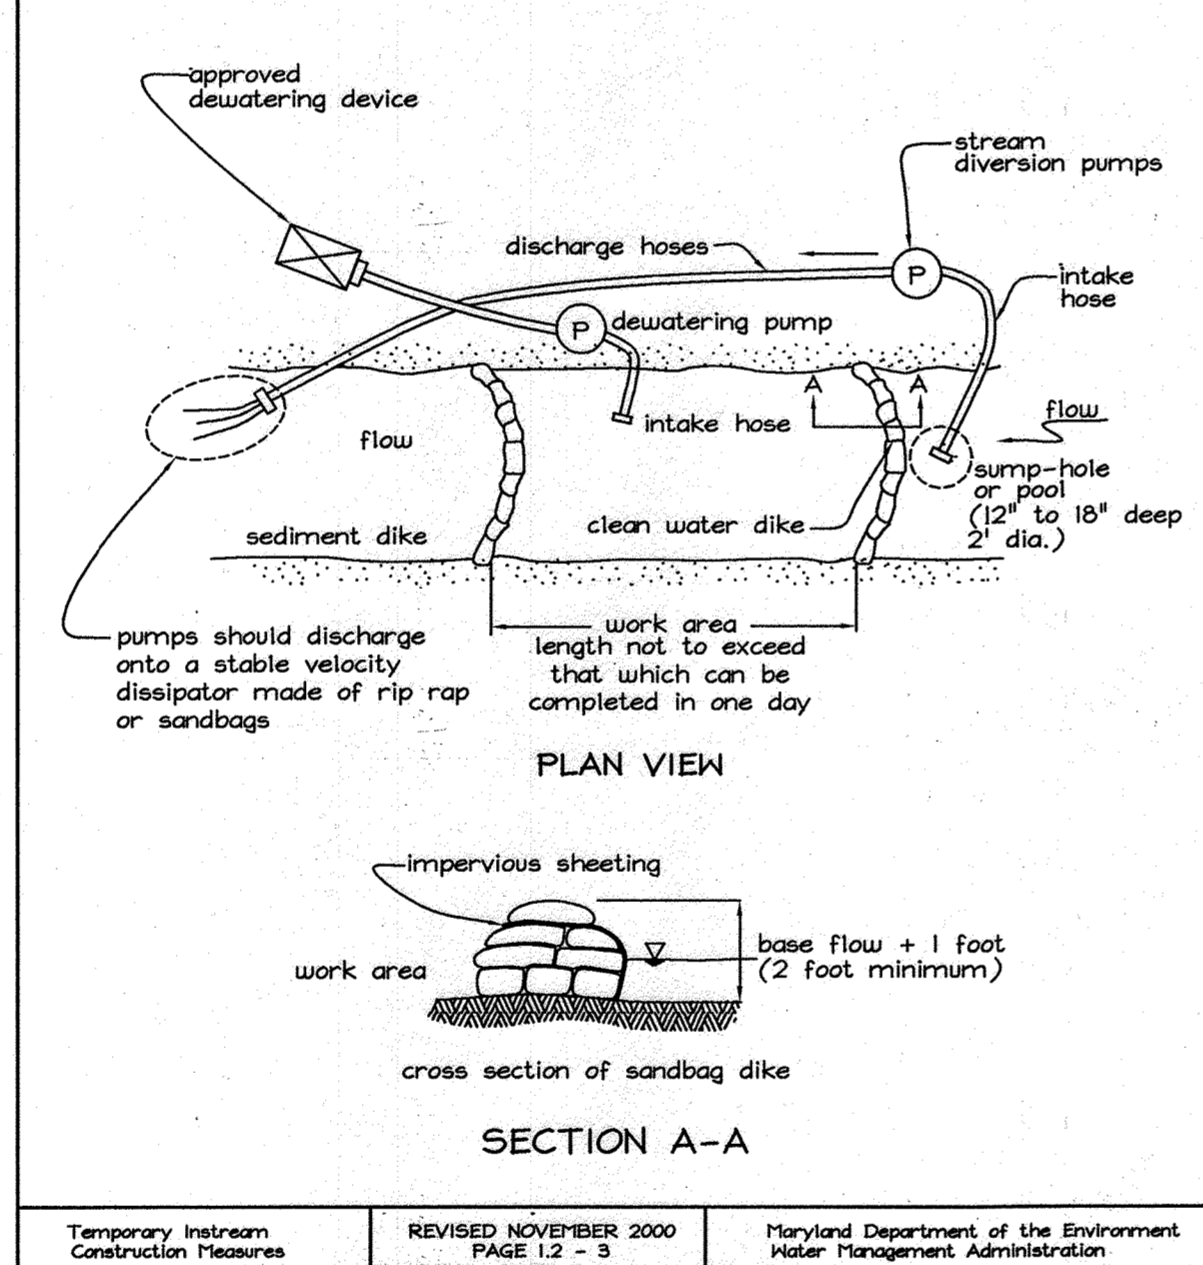 approved
dewatering device
stream
diversion pumps
discharge hoses
P
intake
hose
P
dewatering pump
A
A
intake hose
flow
flow
sump-hole
or pool
(12" to 18" deep
2' dia.)
clean water dike
sediment dike
work area
length not to exceed
that which can be
completed in one day
pumps should discharge
onto a stable velocity
dissipator made of rip rap
or sandbags
PLAN VIEW
impervious sheeting
work area
base flow + 1 foot
(2 foot minimum)
cross section of sandbag dike
SECTION A-A
Temporary Instream
Construction Measures
REVISED NOVEMBER 2000
PAGE 1.2 - 3
Maryland Department of the Environment
Water Management Administration